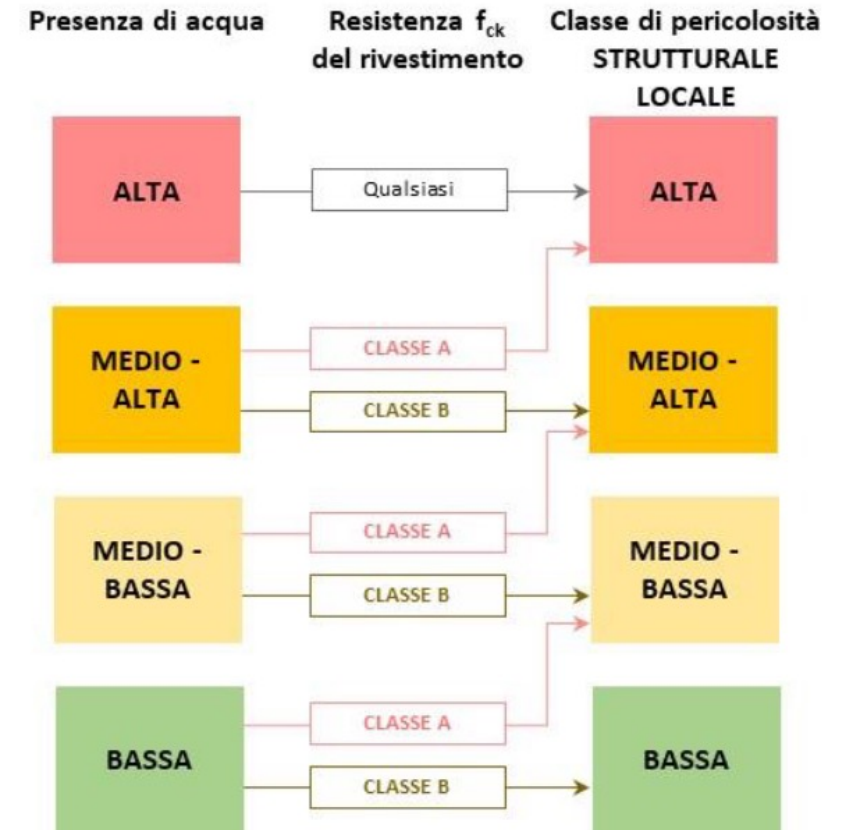 Presenza di acqua
Resistenza fck
del rivestimento
Classe di pericolosità
STRUTTURALE
LOCALE
ALTA
Qualsiasi
ALTA
MEDIO -
ALTA
CLASSE A
CLASSE B
MEDIO -
ALTA
MEDIO -
BASSA
CLASSE A
CLASSE B
MEDIO -
BASSA
BASSA
CLASSE A
CLASSE B
BASSA